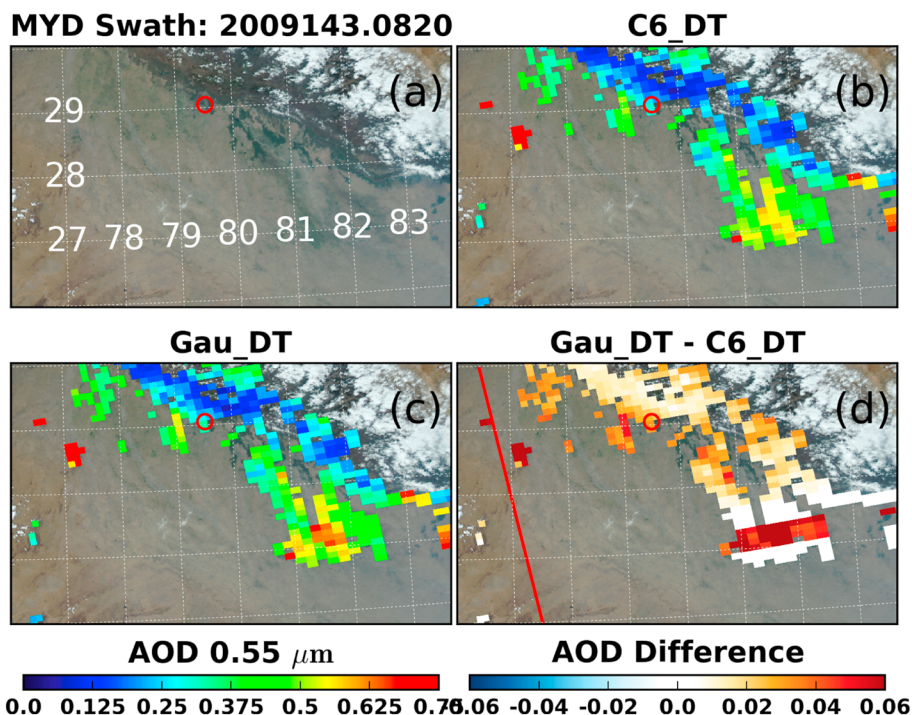 MYD Swath: 2009143.0820
C6_DT
(a)
29
28
27 78 79 80 81 82 83
(b)
Gau_DT
Gau_DT - C6_DT
(c)
(d)
AOD 0.55 μm
AOD Difference
0.0 0.125 0.25 0.375 0.5 0.625
-0.04 -0.02 0.0 0.02 0.04 0.06